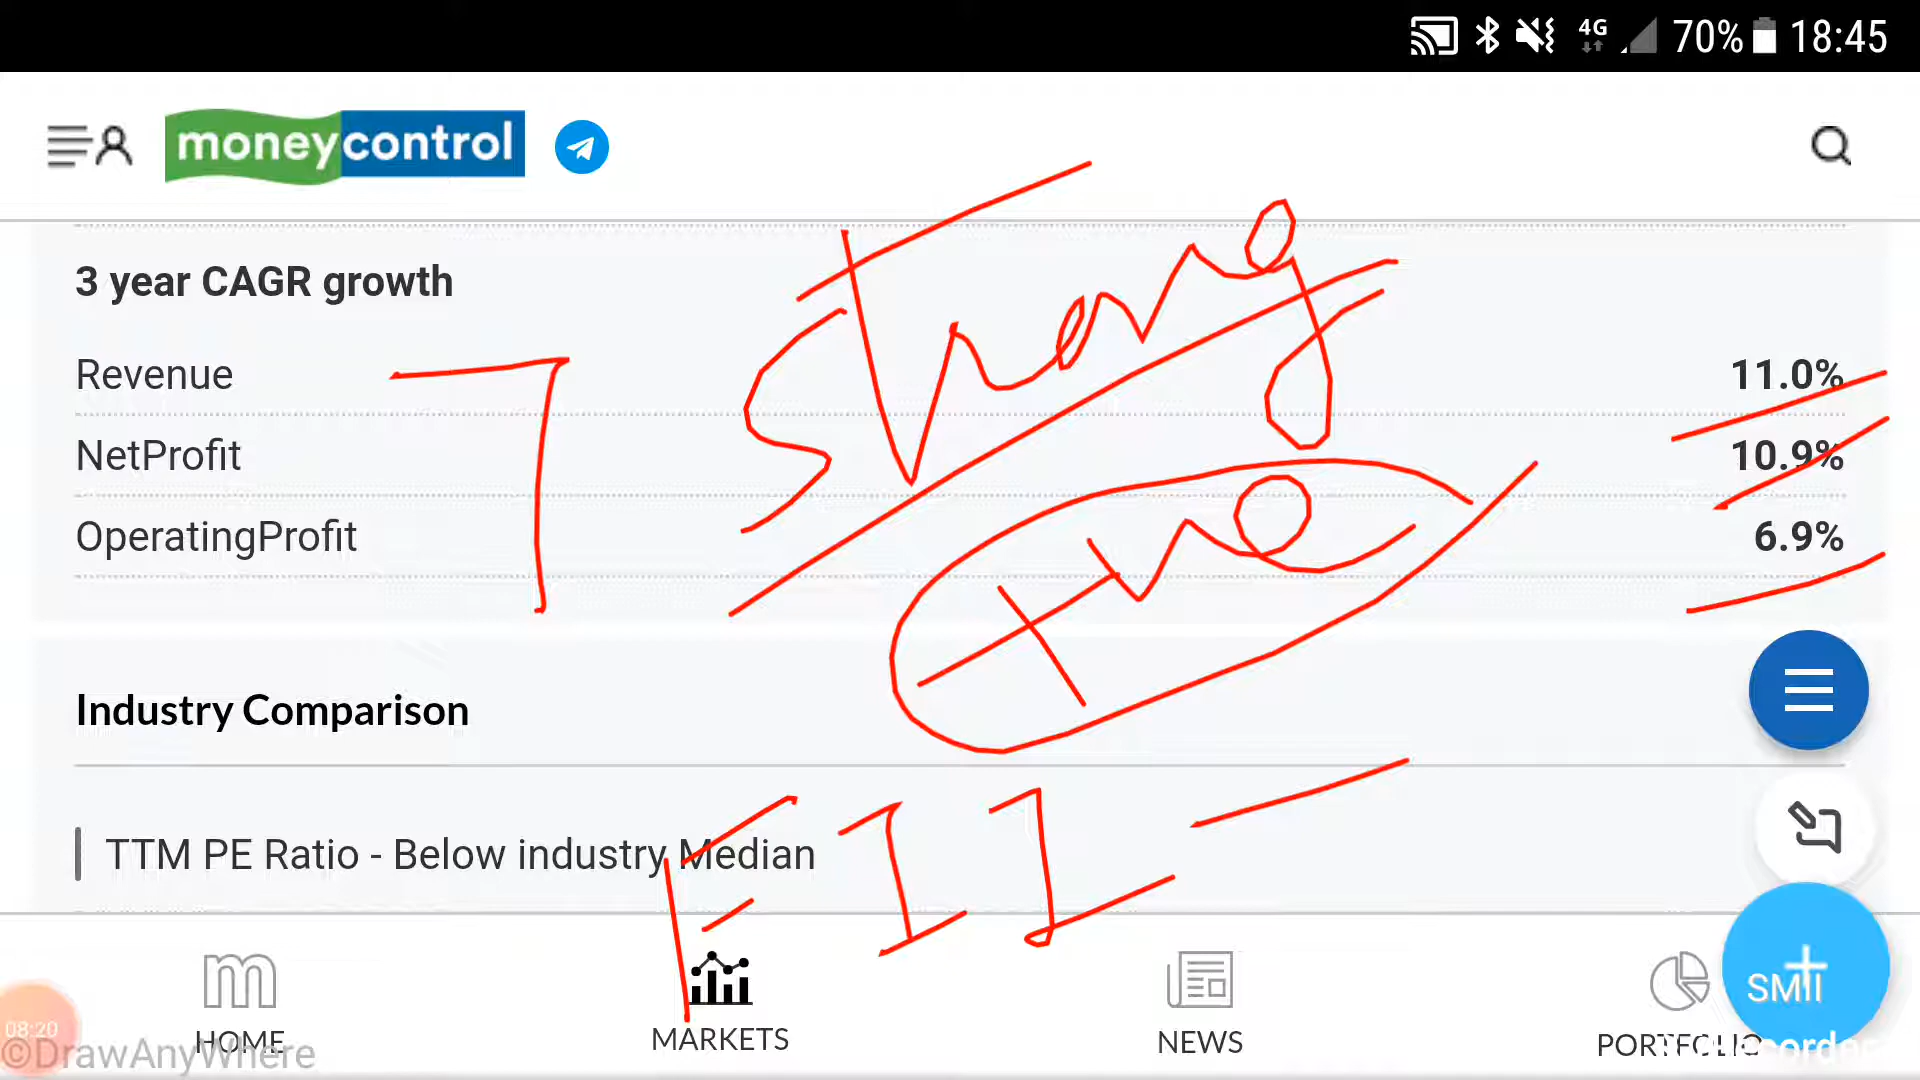 4G 70% 18:45
moneycontrol
3 year CAGR growth
Strong
Revenue 11.0%
NetProfit 10.9%
OperatingProfit 6.9%
+ve
Industry Comparison
TTM PE Ratio - Below industry Median
FII
SMII
08:20
HOME
MARKETS
NEWS
PORTFOLIO
©DrawAnyWhere